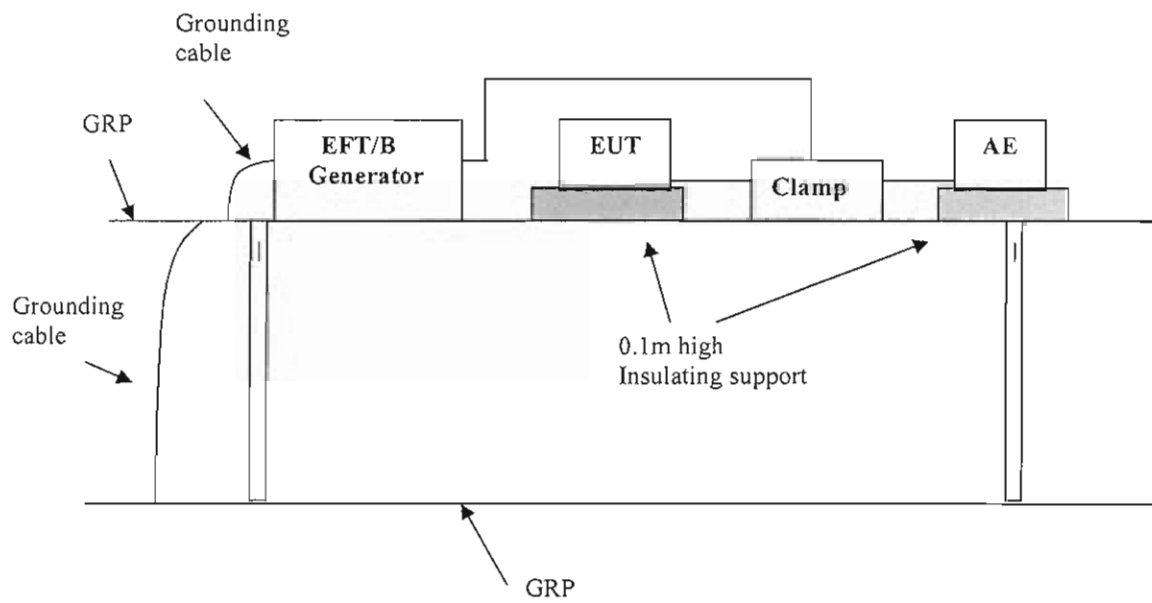 Grounding
cable
GRP
EFT/B
Generator
EUT
Clamp
AE
Grounding
cable
0.1m high
Insulating support
GRP